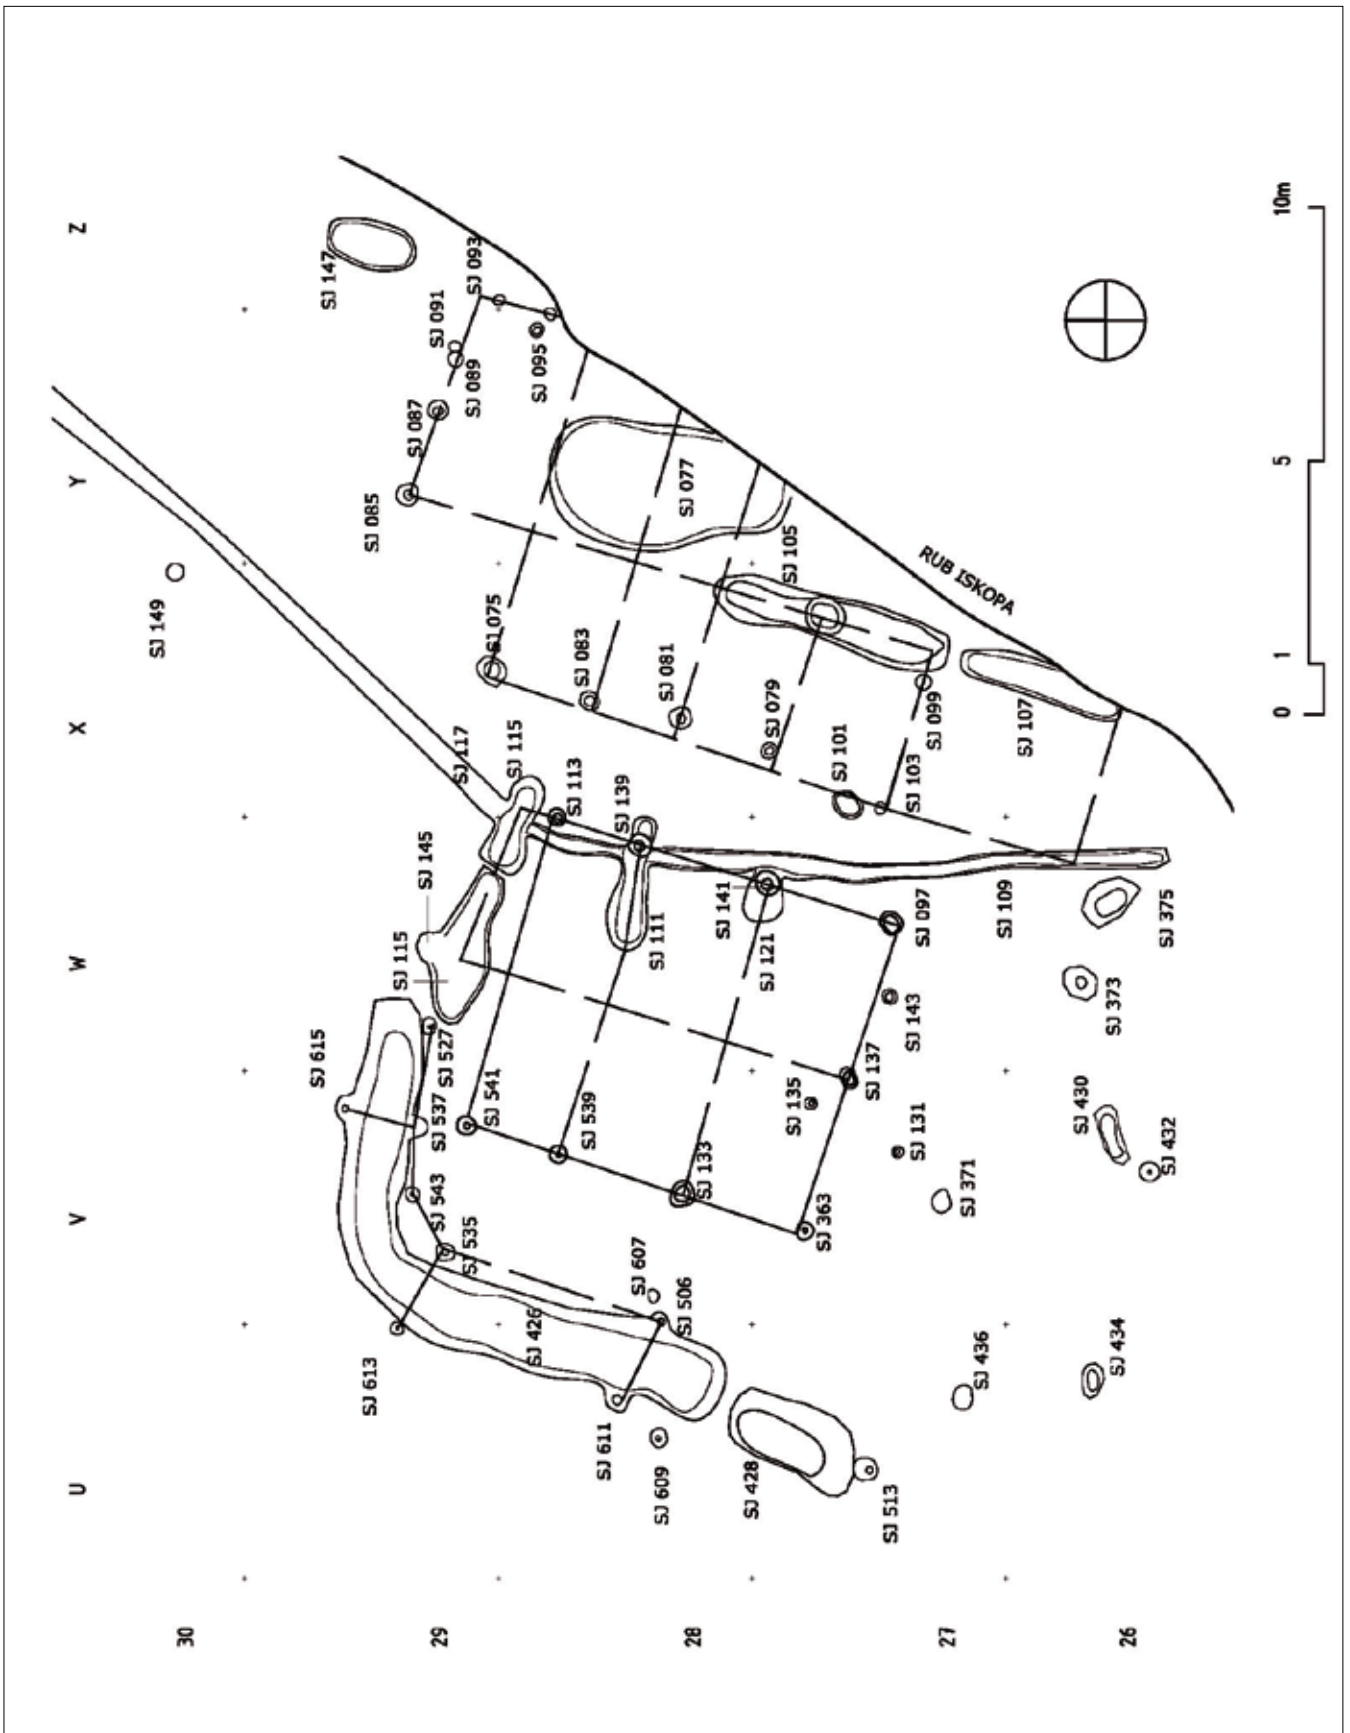 Z
Y
X
W
V
U
30
29
28
27
26
SJ 147
SJ 093
SJ 091
SJ 089
SJ 095
SJ 087
SJ 085
SJ 077
SJ 149
SJ 075
SJ 083
SJ 081
SJ 079
SJ 105
RUB ISKOPA
SJ 099
SJ 101
SJ 103
SJ 107
SJ 117
SJ 115
SJ 113
SJ 139
SJ 145
SJ 115
SJ 111
SJ 141
SJ 121
SJ 097
SJ 109
SJ 375
SJ 373
SJ 143
SJ 137
SJ 135
SJ 131
SJ 615
SJ 527
SJ 537
SJ 541
SJ 539
SJ 543
SJ 535
SJ 133
SJ 363
SJ 371
SJ 430
SJ 432
SJ 607
SJ 506
SJ 426
SJ 613
SJ 611
SJ 609
SJ 428
SJ 513
SJ 436
SJ 434
0
1
5
10m